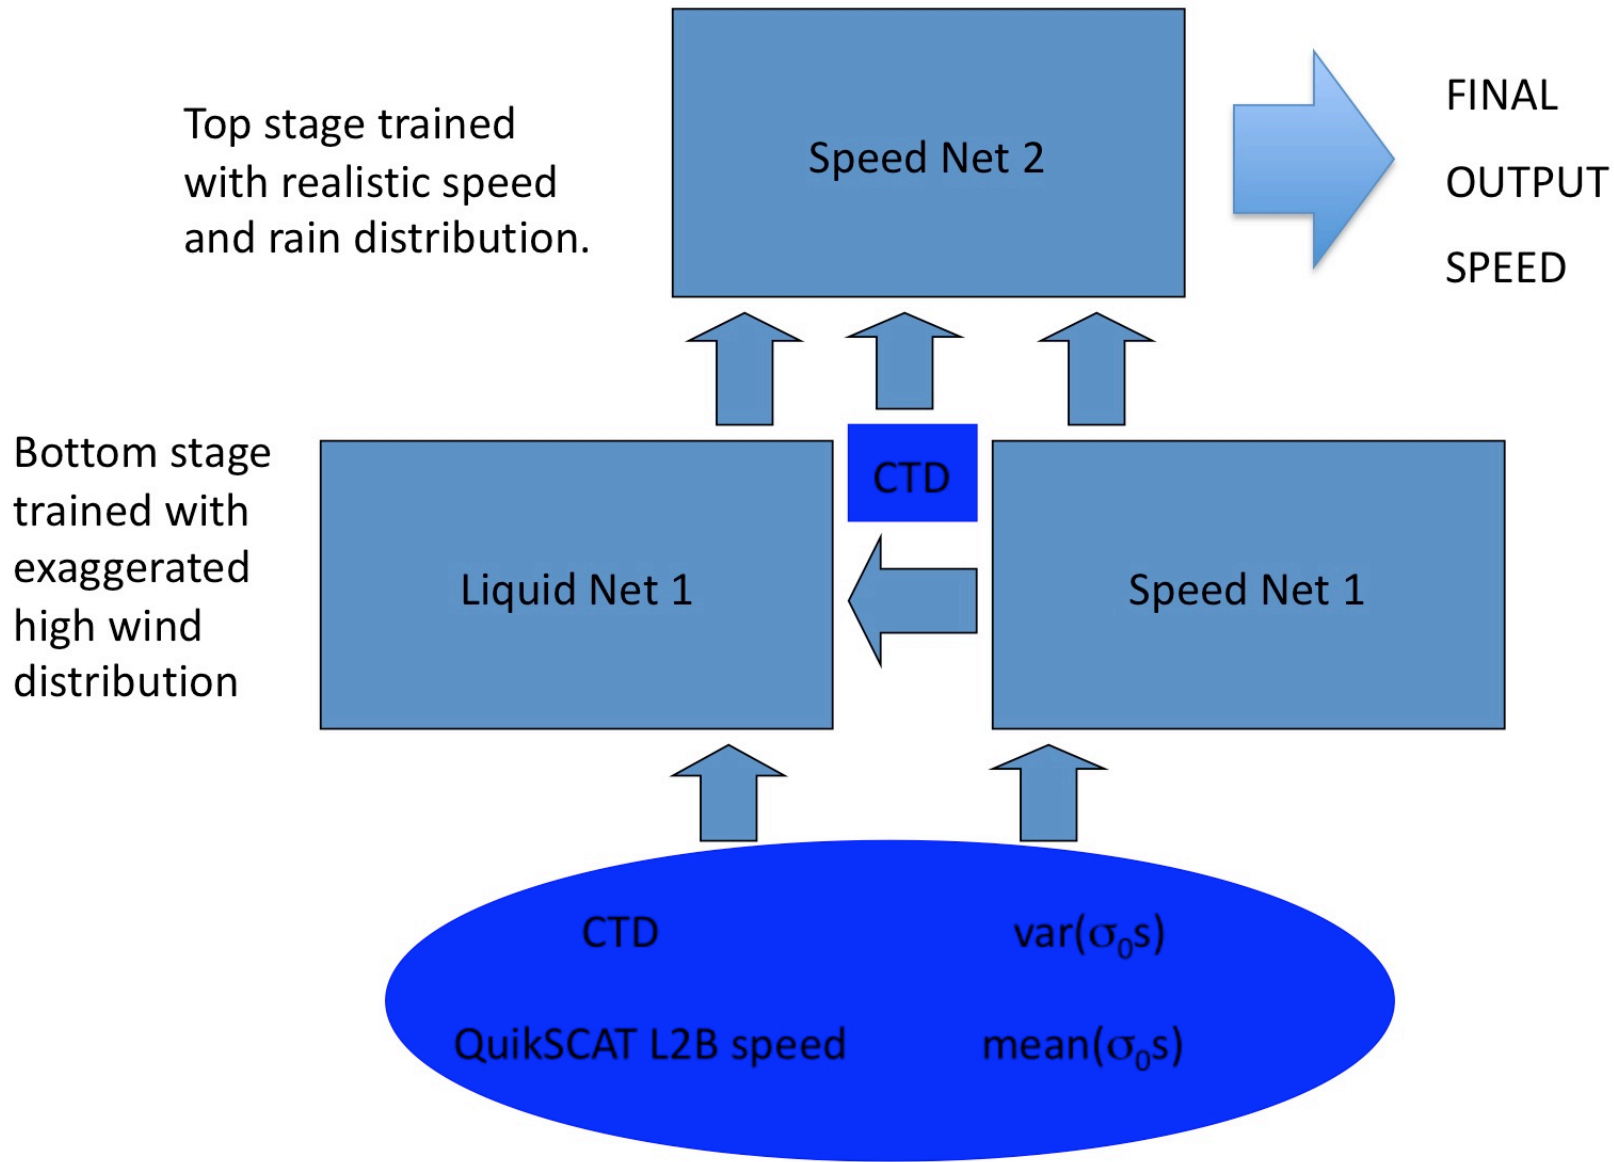 Top stage trained
with realistic speed
and rain distribution.
Speed Net 2
FINAL
OUTPUT
SPEED
Bottom stage
trained with
exaggerated
high wind
distribution
Liquid Net 1
CTD
Speed Net 1
CTD
var(σ₀s)
QuikSCAT L2B speed
mean(σ₀s)